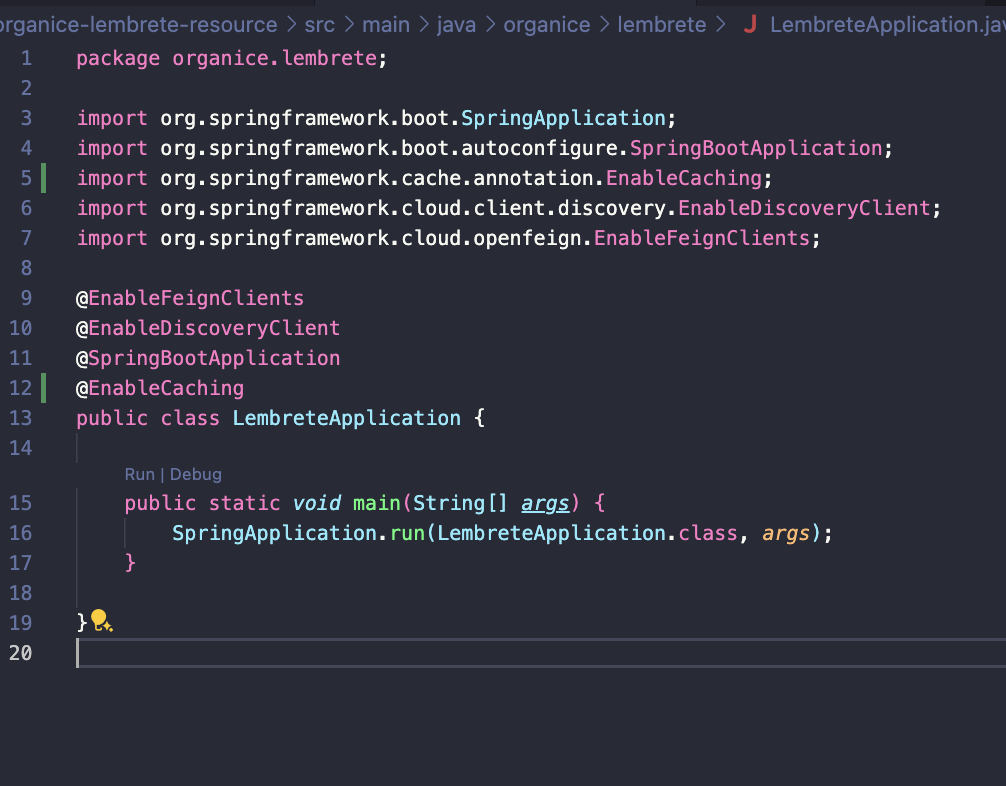 organice-lembrete-resource > src > main > java > organice > lembrete > J LembreteApplication.jav
1 package organice.lembrete;
2
3 import org.springframework.boot.SpringApplication;
4 import org.springframework.boot.autoconfigure.SpringBootApplication;
5 import org.springframework.cache.annotation.EnableCaching;
6 import org.springframework.cloud.client.discovery.EnableDiscoveryClient;
7 import org.springframework.cloud.openfeign.EnableFeignClients;
8
9 @EnableFeignClients
10 @EnableDiscoveryClient
11 @SpringBootApplication
12 @EnableCaching
13 public class LembreteApplication {
14
Run | Debug
15 public static void main(String[] args) {
16 SpringApplication.run(LembreteApplication.class, args);
17 }
18
19 }
20